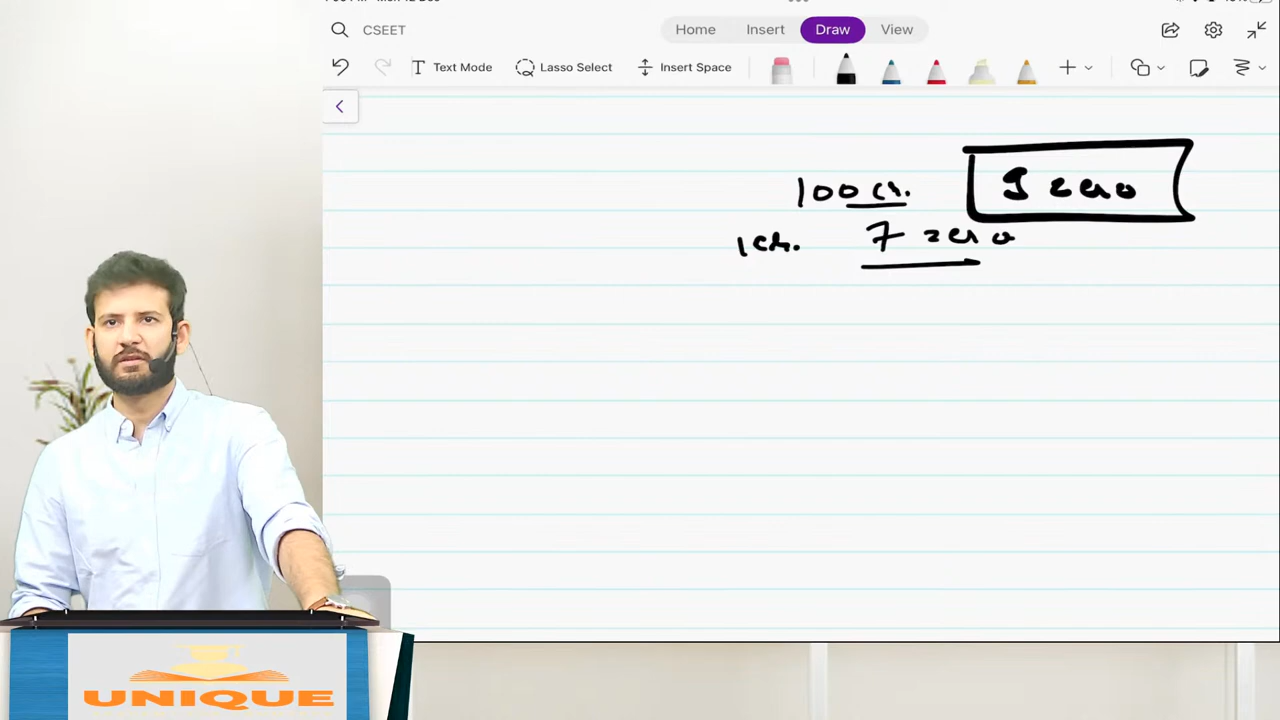 CSEET
Home Insert Draw View
Text Mode Lasso Select Insert Space
100 cr. 9 zero
1 cr. 7 zero
UNIQUE